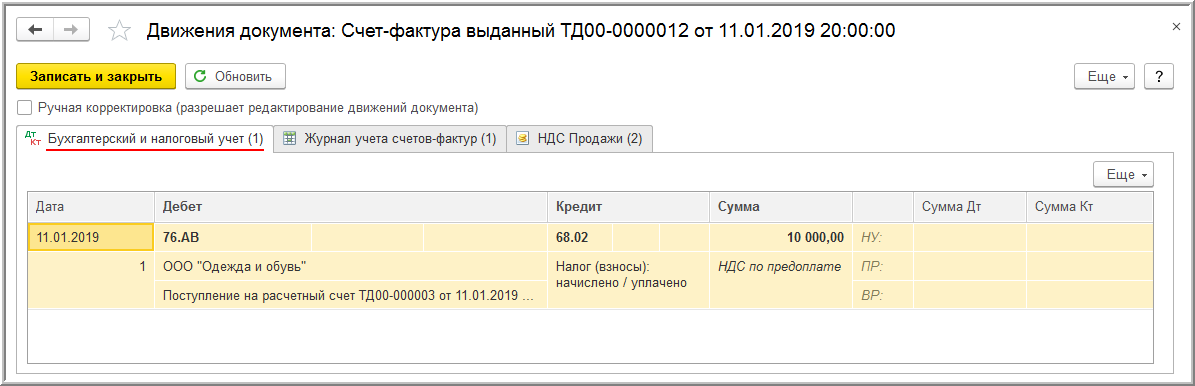 Движения документа: Счет-фактура выданный ТД00-0000012 от 11.01.2019 20:00:00
Записать и закрыть Обновить Еще ?
Ручная корректировка (разрешает редактирование движений документа)
Дт Кт Бухгалтерский и налоговый учет (1) Журнал учета счетов-фактур (1) НДС Продажи (2)
Еще
Дата Дебет Кредит Сумма Сумма Дт Сумма Кт
11.01.2019 76.АВ 68.02 10 000,00 НУ:
1 ООО "Одежда и обувь" Налог (взносы): НДС по предоплате ПР:
начислено / уплачено
Поступление на расчетный счет ТД00-000003 от 11.01.2019 ... ВР: